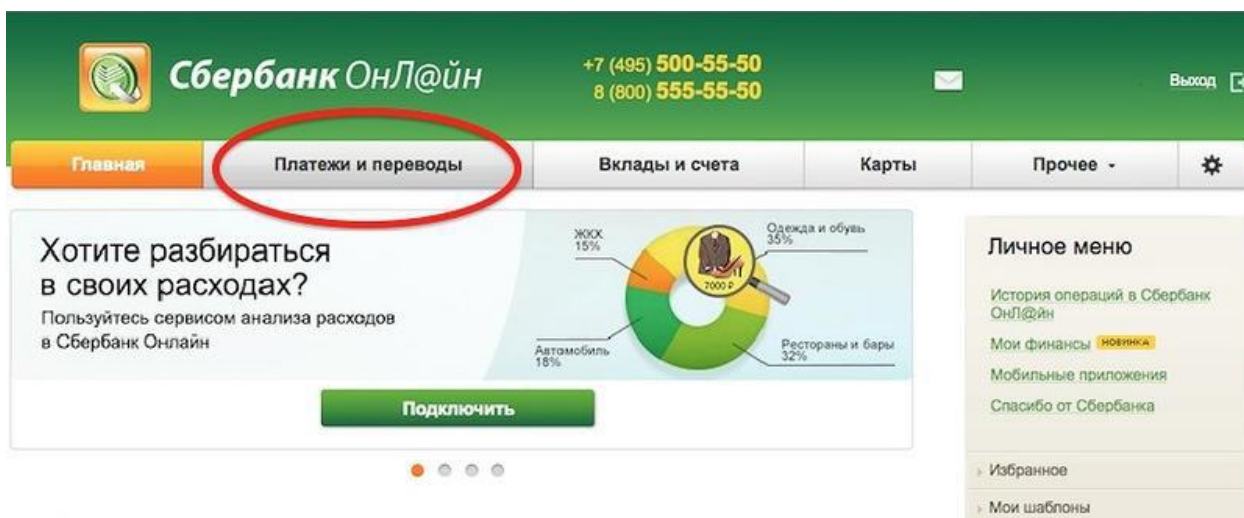 Сбербанк ОнЛ@йн
+7 (495) 500-55-50
8 (800) 555-55-50
Выход
Главная
Платежи и переводы
Вклады и счета
Карты
Прочее
Хотите разбираться
в своих расходах?
Пользуйтесь сервисом анализа расходов
в Сбербанк Онлайн
ЖКХ
15%
Одежда и обувь
35%
7000 ₽
Автомобиль
18%
Рестораны и бары
32%
Подключить
Личное меню
История операций в Сбербанк
ОнЛ@йн
Мои финансы НОВИНКА
Мобильные приложения
Спасибо от Сбербанка
Избранное
Мои шаблоны